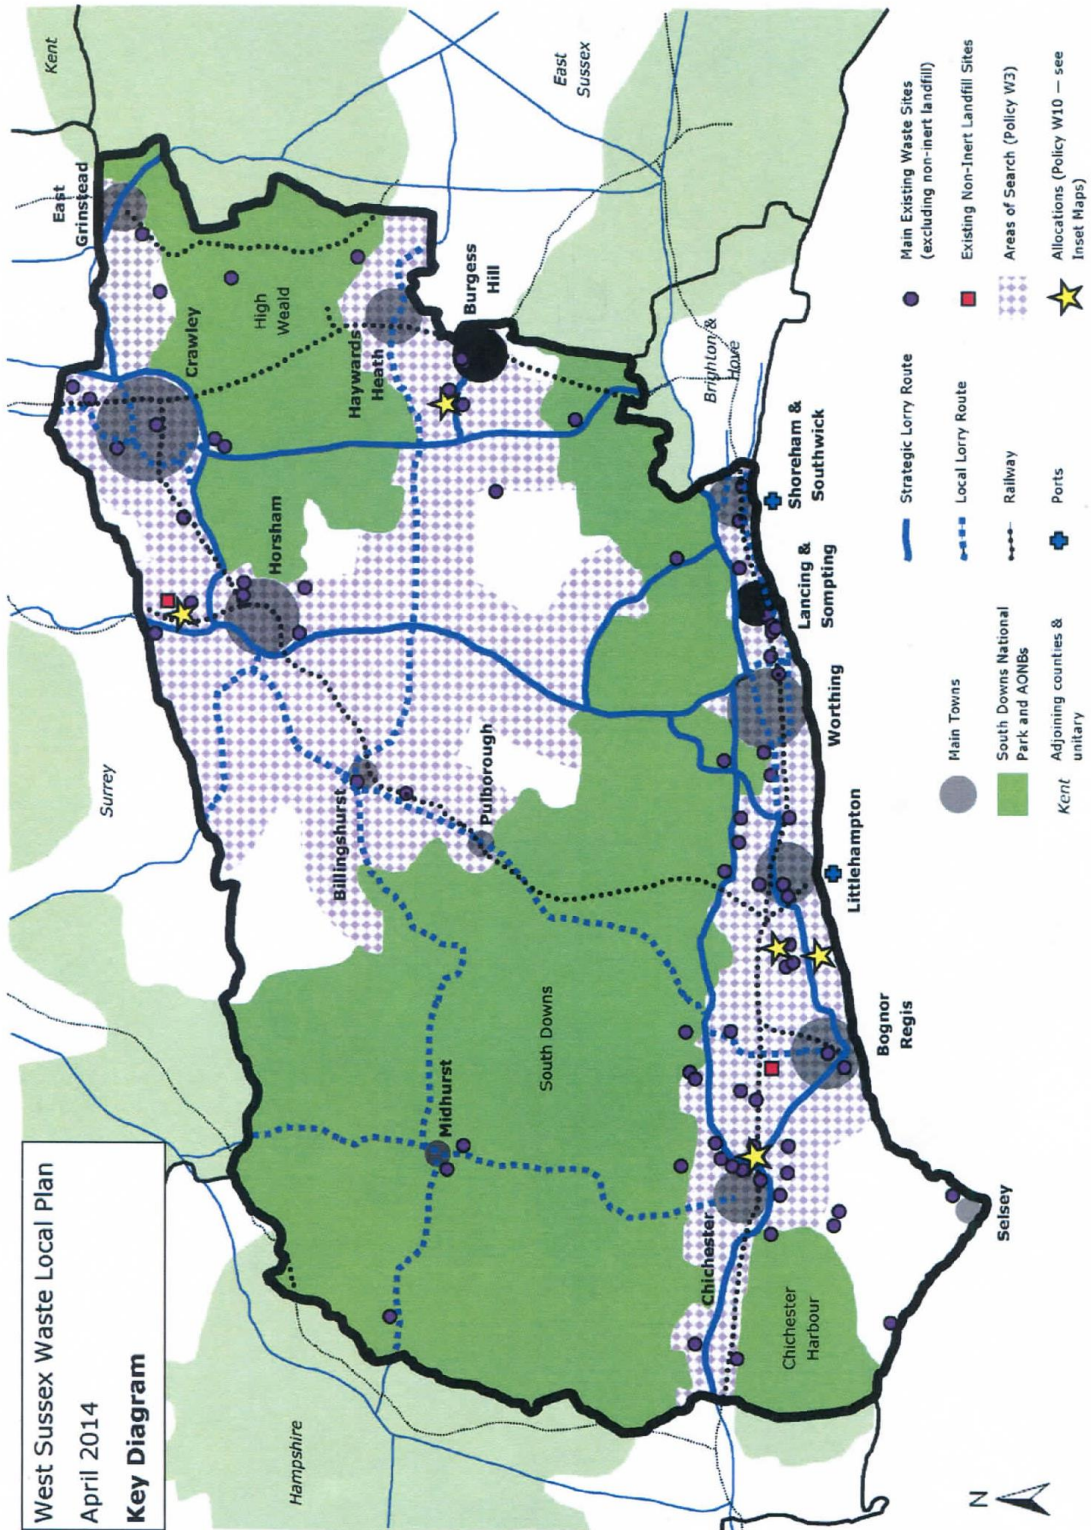 West Sussex Waste Local Plan
April 2014
Key Diagram
Kent
East
Grinstead
Surrey
Crawley
High
Weald
East
Sussex
Horsham
Haywards
Heath
Burgess
Hill
Billingshurst
Pulborough
Brighton &
Hove
Shoreham &
Southwick
Lancing &
Sompting
Worthing
Littlehampton
Midhurst
South Downs
Hampshire
Bognor
Regis
Chichester
Chichester
Harbour
Selsey
N
Main Towns
South Downs National
Park and AONBs
Kent
Adjoining counties &
unitary
Strategic Lorry Route
Local Lorry Route
Railway
Ports
Main Existing Waste Sites
(excluding non-inert landfill)
Existing Non-Inert Landfill Sites
Areas of Search (Policy W3)
Allocations (Policy W10 — see
Inset Maps)